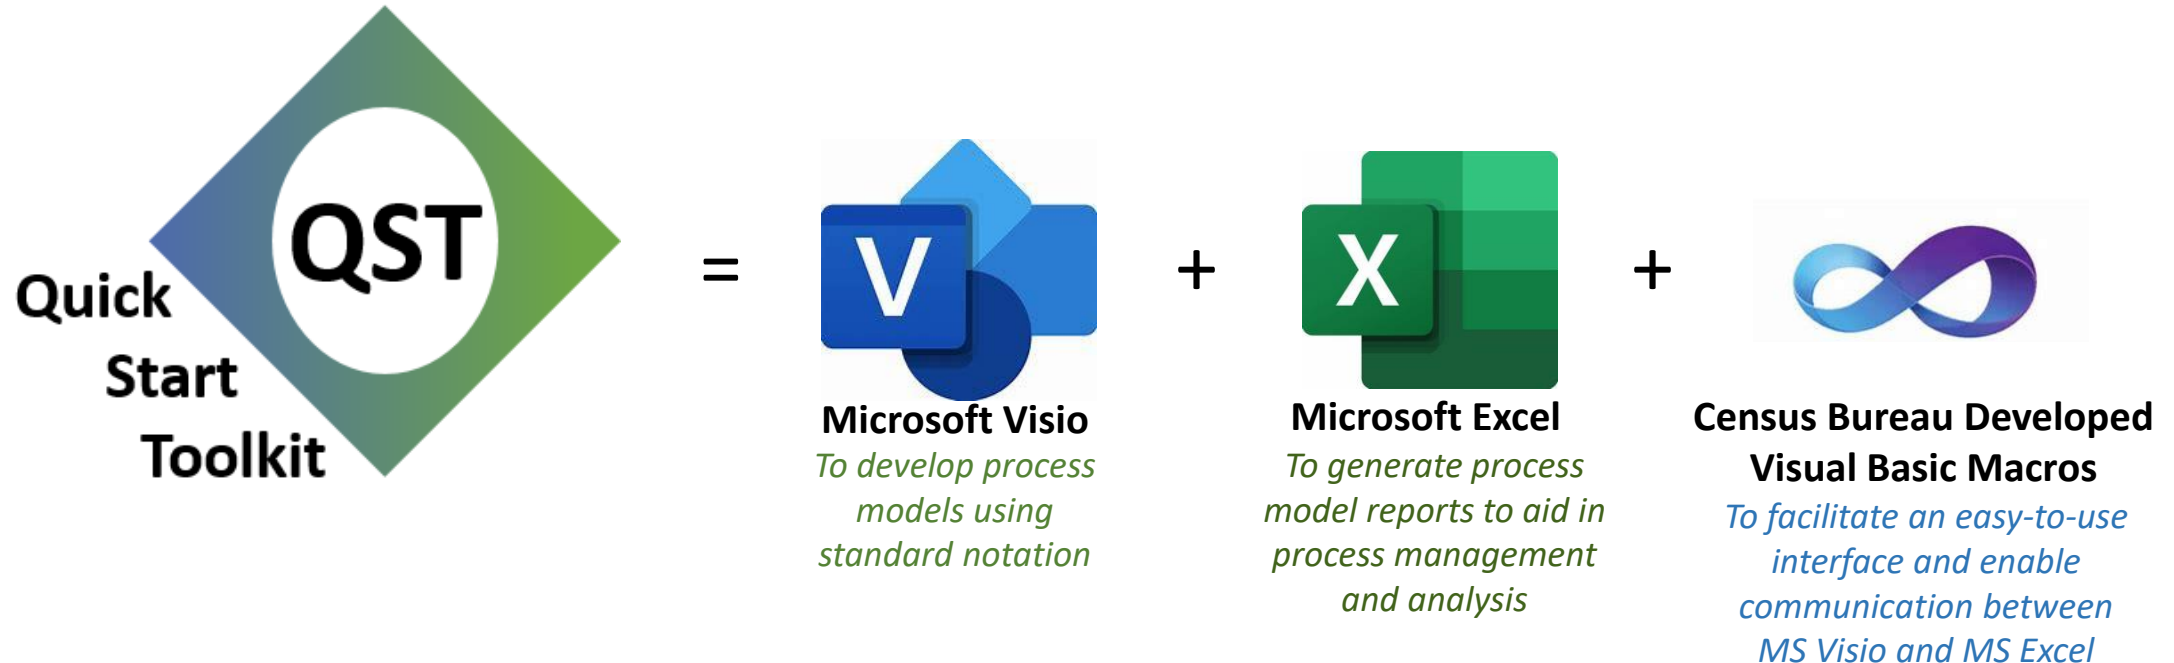 QST
Quick
Start
Toolkit
=
V
+
X
+
Microsoft Visio
To develop process
models using
standard notation
Microsoft Excel
To generate process
model reports to aid in
process management
and analysis
Census Bureau Developed
Visual Basic Macros
To facilitate an easy-to-use
interface and enable
communication between
MS Visio and MS Excel